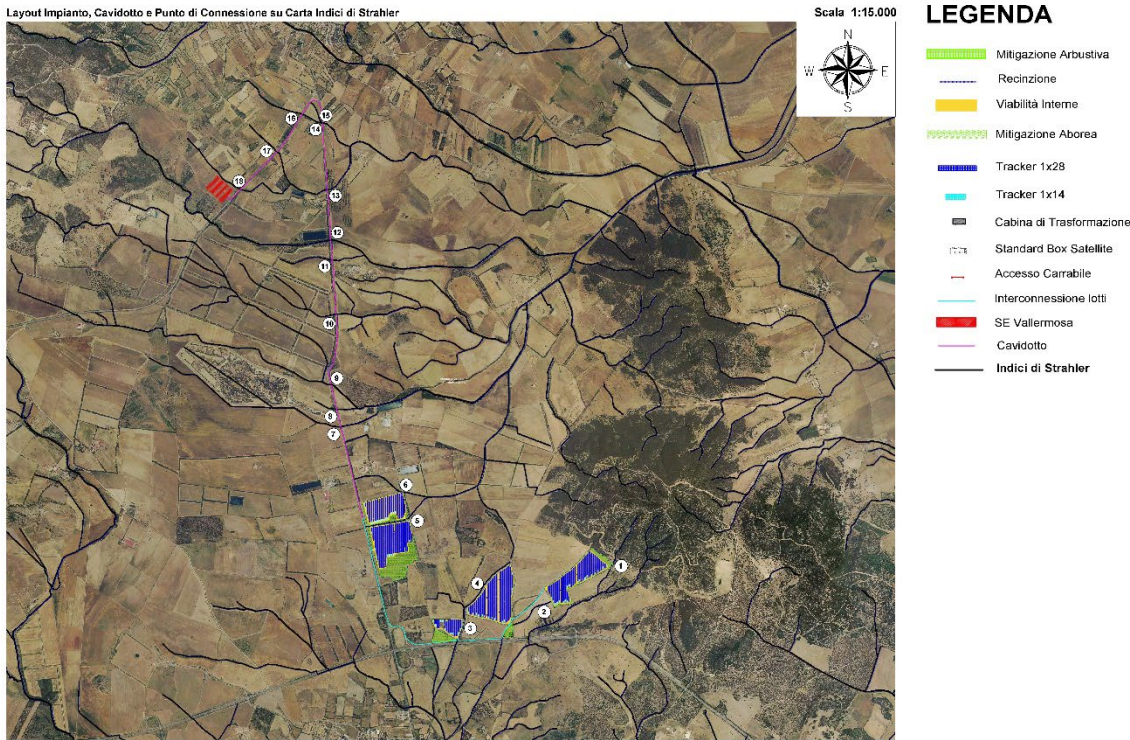 Layout Impianto, Cavidotto e Punto di Connessione su Carta Indici di Strahler
Scala 1:15.000
N
W
E
S
16
15
14
17
18
13
12
11
10
9
8
7
6
5
4
1
2
3
LEGENDA
Mitigazione Arbustiva
Recinzione
Viabilità Interne
Mitigazione Aborea
Tracker 1x28
Tracker 1x14
Cabina di Trasformazione
Standard Box Satellite
Accesso Carrabile
Interconnessione lotti
SE Vallermosa
Cavidotto
Indici di Strahler